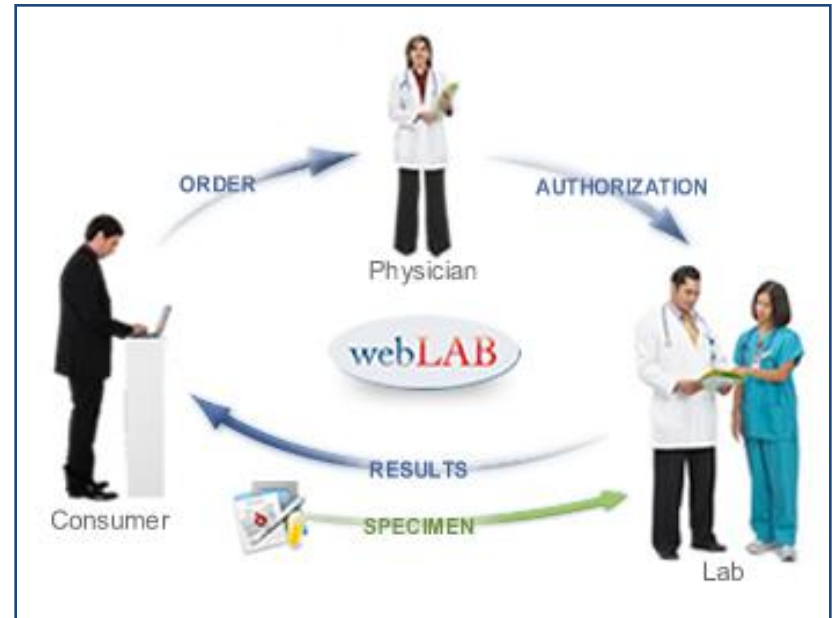 ORDER
AUTHORIZATION
Physician
webLAB
RESULTS
Consumer
SPECIMEN
Lab